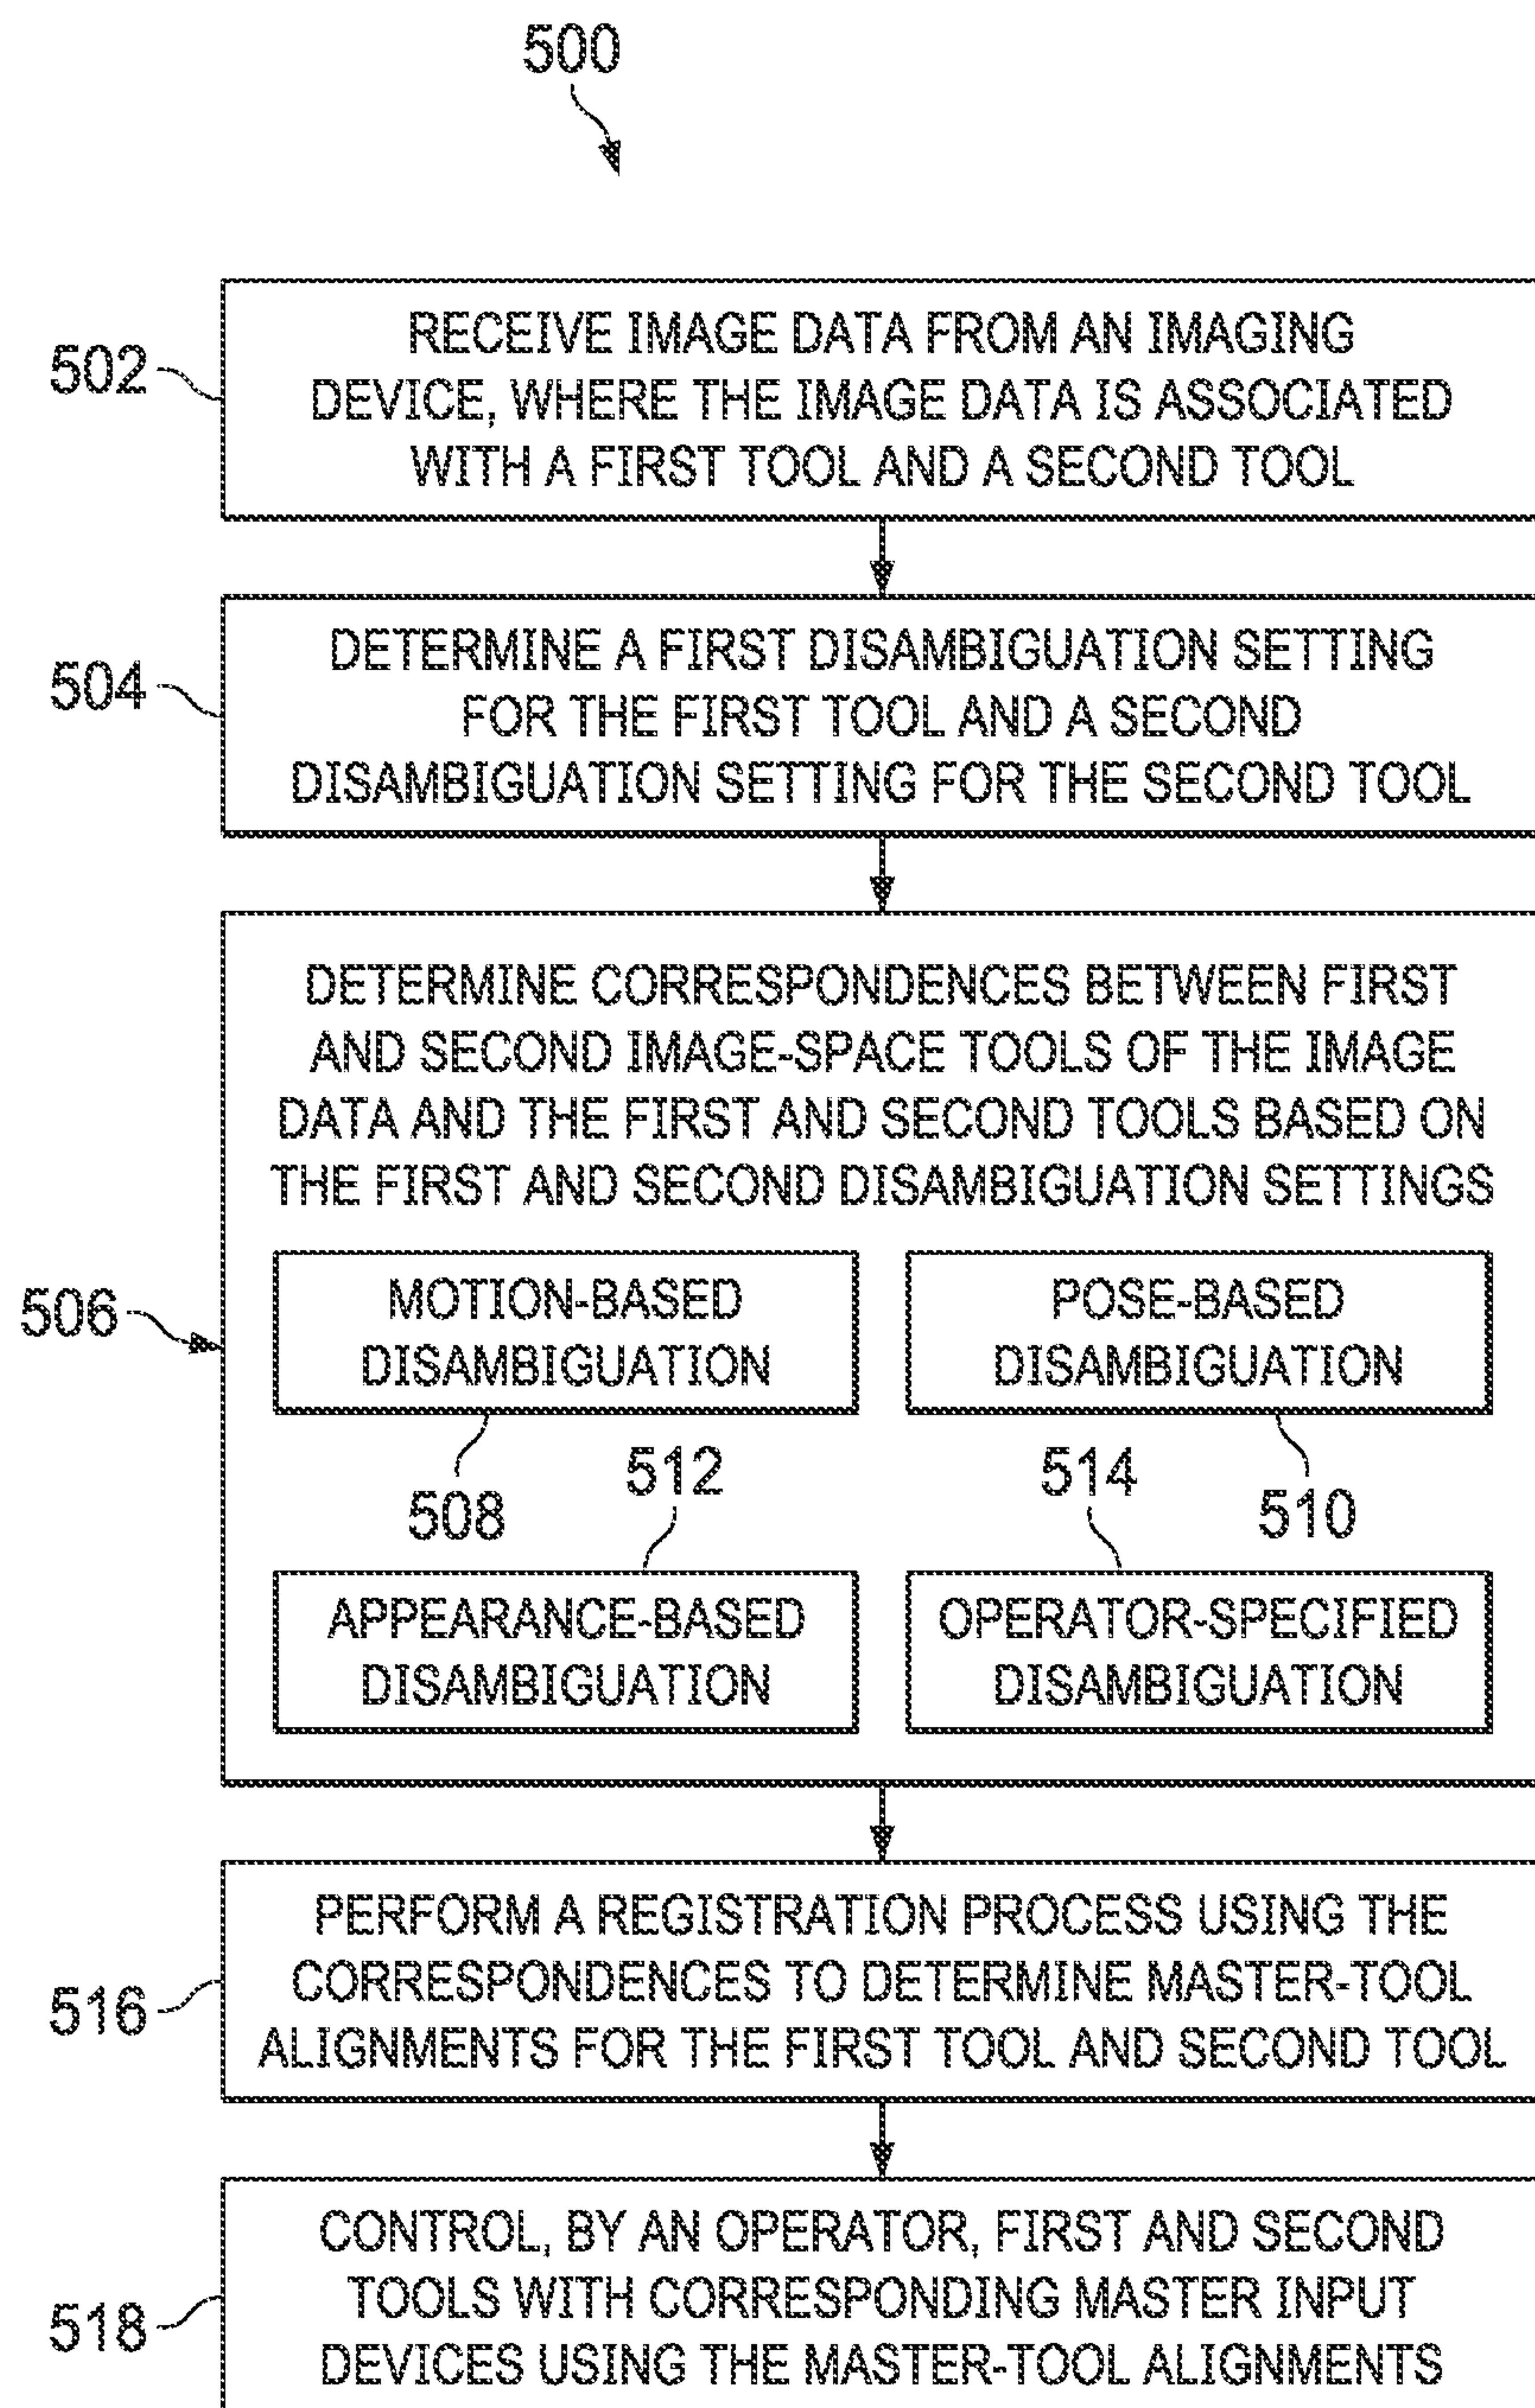 500
502
RECEIVE IMAGE DATA FROM AN IMAGING
DEVICE, WHERE THE IMAGE DATA IS ASSOCIATED
WITH A FIRST TOOL AND A SECOND TOOL
504
DETERMINE A FIRST DISAMBIGUATION SETTING
FOR THE FIRST TOOL AND A SECOND
DISAMBIGUATION SETTING FOR THE SECOND TOOL
506
DETERMINE CORRESPONDENCES BETWEEN FIRST
AND SECOND IMAGE-SPACE TOOLS OF THE IMAGE
DATA AND THE FIRST AND SECOND TOOLS BASED ON
THE FIRST AND SECOND DISAMBIGUATION SETTINGS
MOTION-BASED
DISAMBIGUATION
508
POSE-BASED
DISAMBIGUATION
510
512
APPEARANCE-BASED
DISAMBIGUATION
514
OPERATOR-SPECIFIED
DISAMBIGUATION
516
PERFORM A REGISTRATION PROCESS USING THE
CORRESPONDENCES TO DETERMINE MASTER-TOOL
ALIGNMENTS FOR THE FIRST TOOL AND SECOND TOOL
518
CONTROL, BY AN OPERATOR, FIRST AND SECOND
TOOLS WITH CORRESPONDING MASTER INPUT
DEVICES USING THE MASTER-TOOL ALIGNMENTS